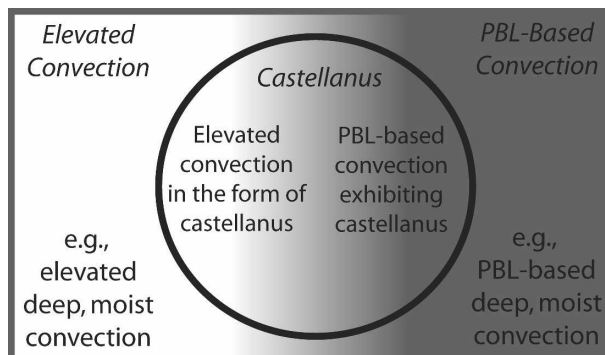 Elevated
Convection
PBL-Based
Convection
Castellanus
Elevated
convection
in the form of
castellanus
PBL-based
convection
exhibiting
castellanus
e.g.,
elevated
deep, moist
convection
e.g.,
PBL-based
deep, moist
convection